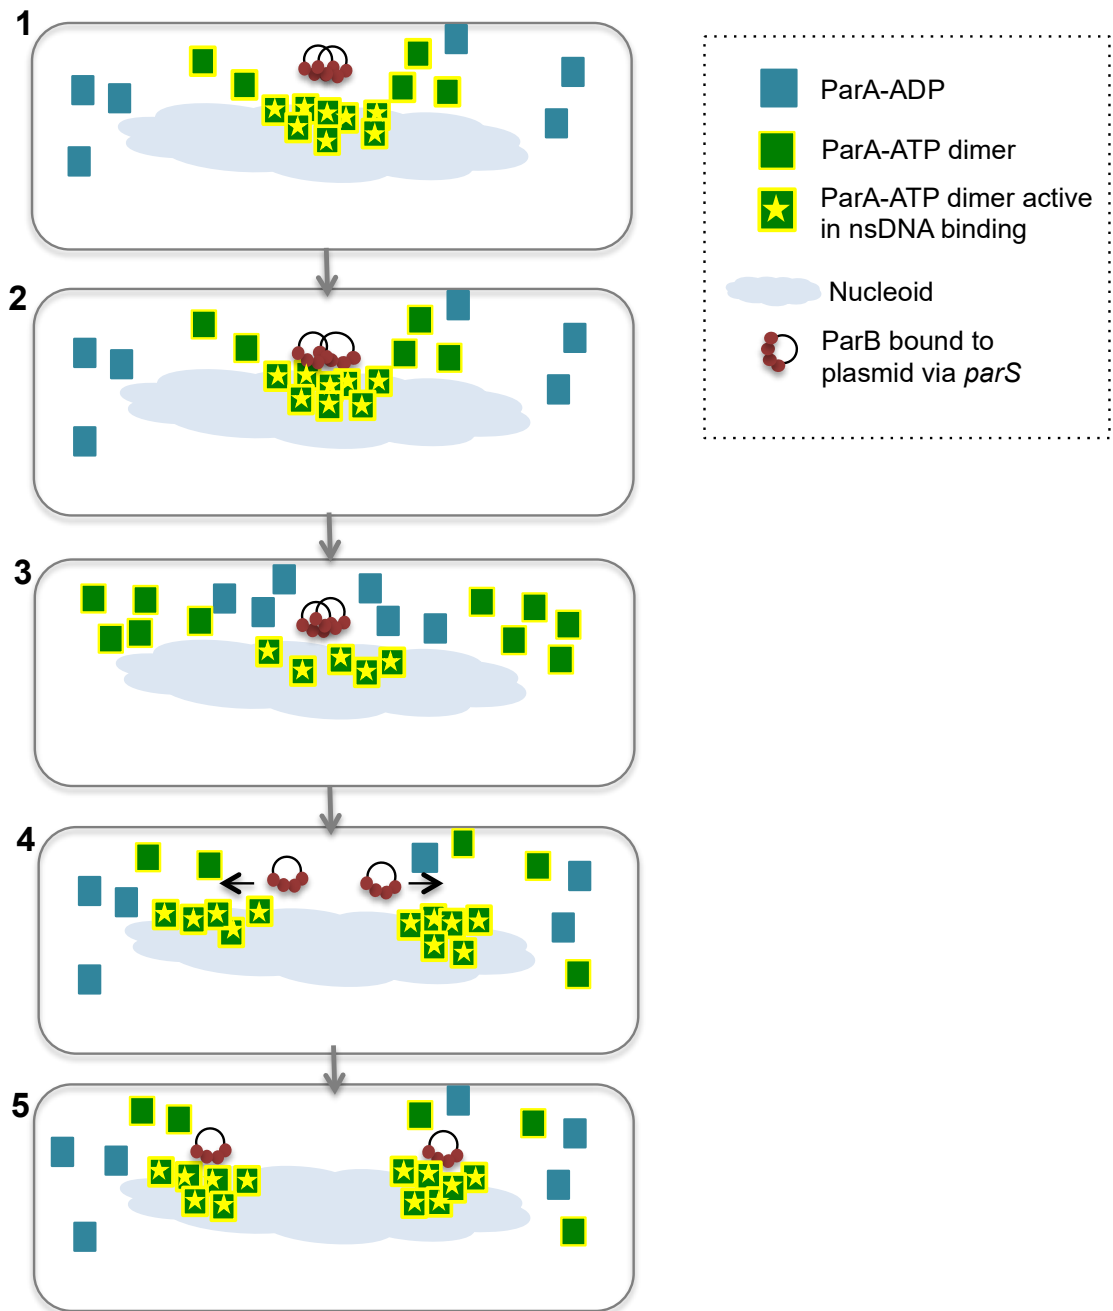 1
2
3
4
5
ParA-ADP
ParA-ATP dimer
ParA-ATP dimer active
in nsDNA binding
Nucleoid
ParB bound to
plasmid via parS